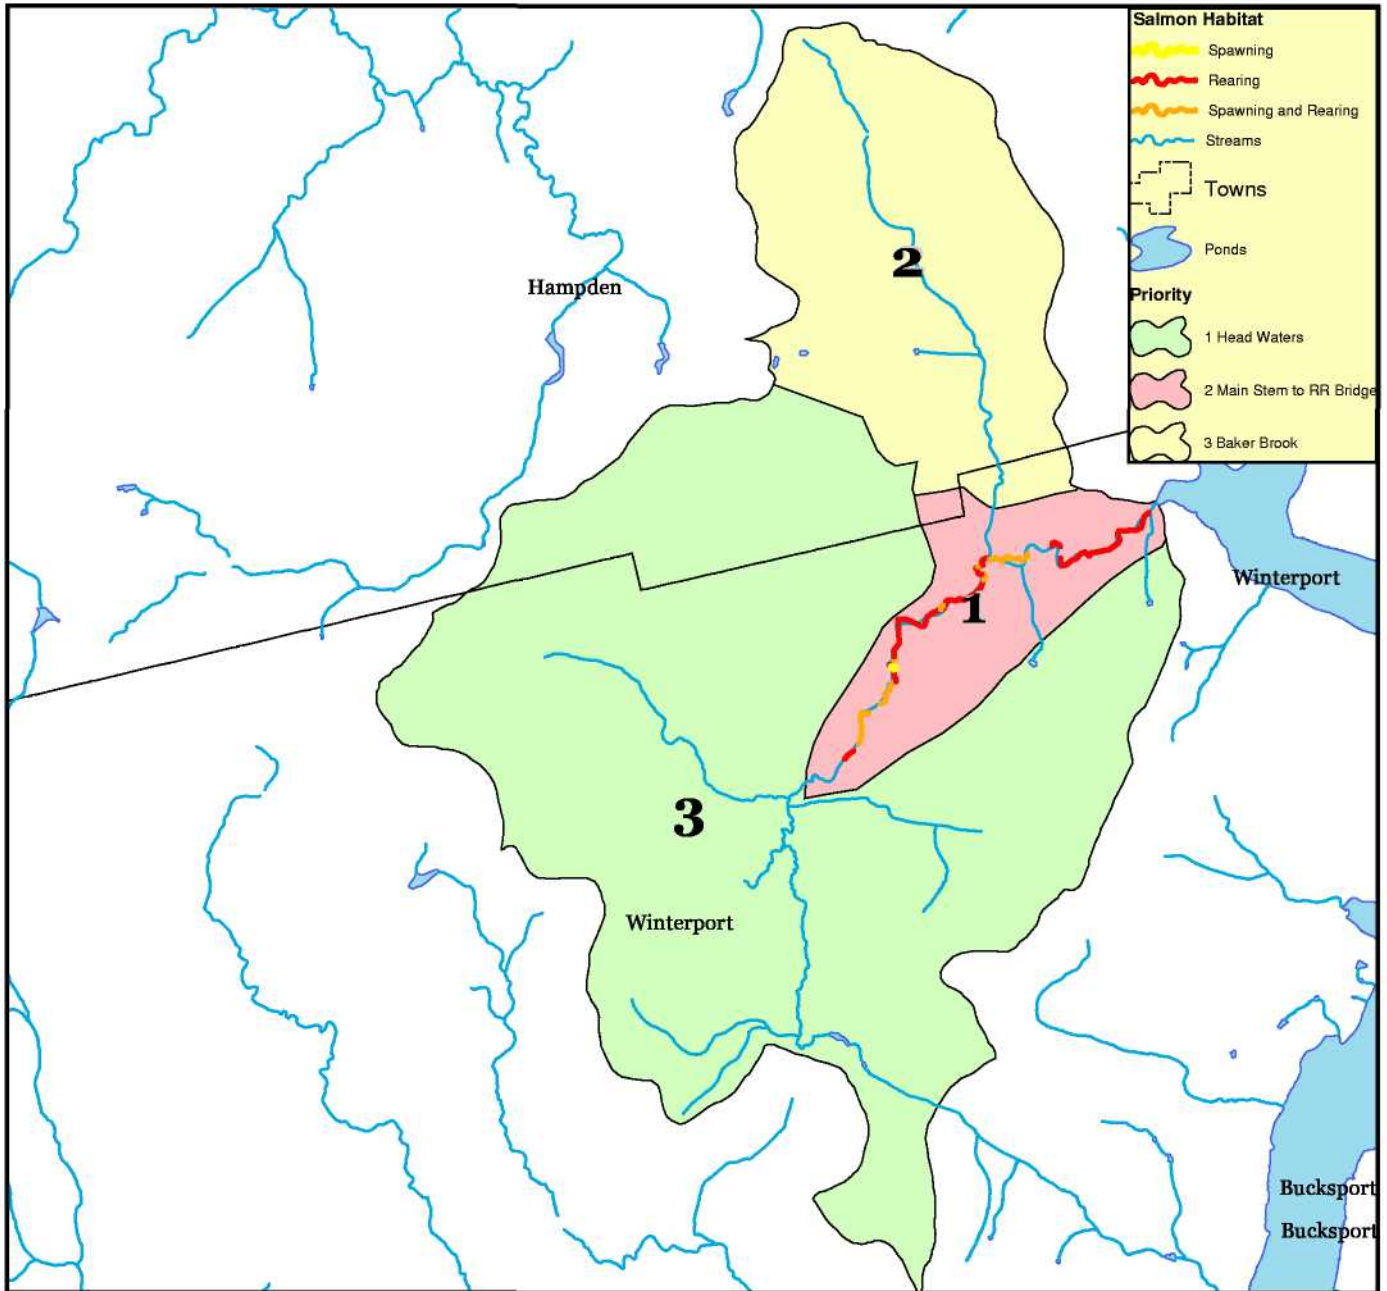 Salmon Habitat
Spawning
Rearing
Spawning and Rearing
Streams
Towns
Ponds
Priority
1 Head Waters
2 Main Stem to RR Bridge
3 Baker Brook
2
Hampden
Winterport
1
3
Winterport
Bucksport
Bucksport